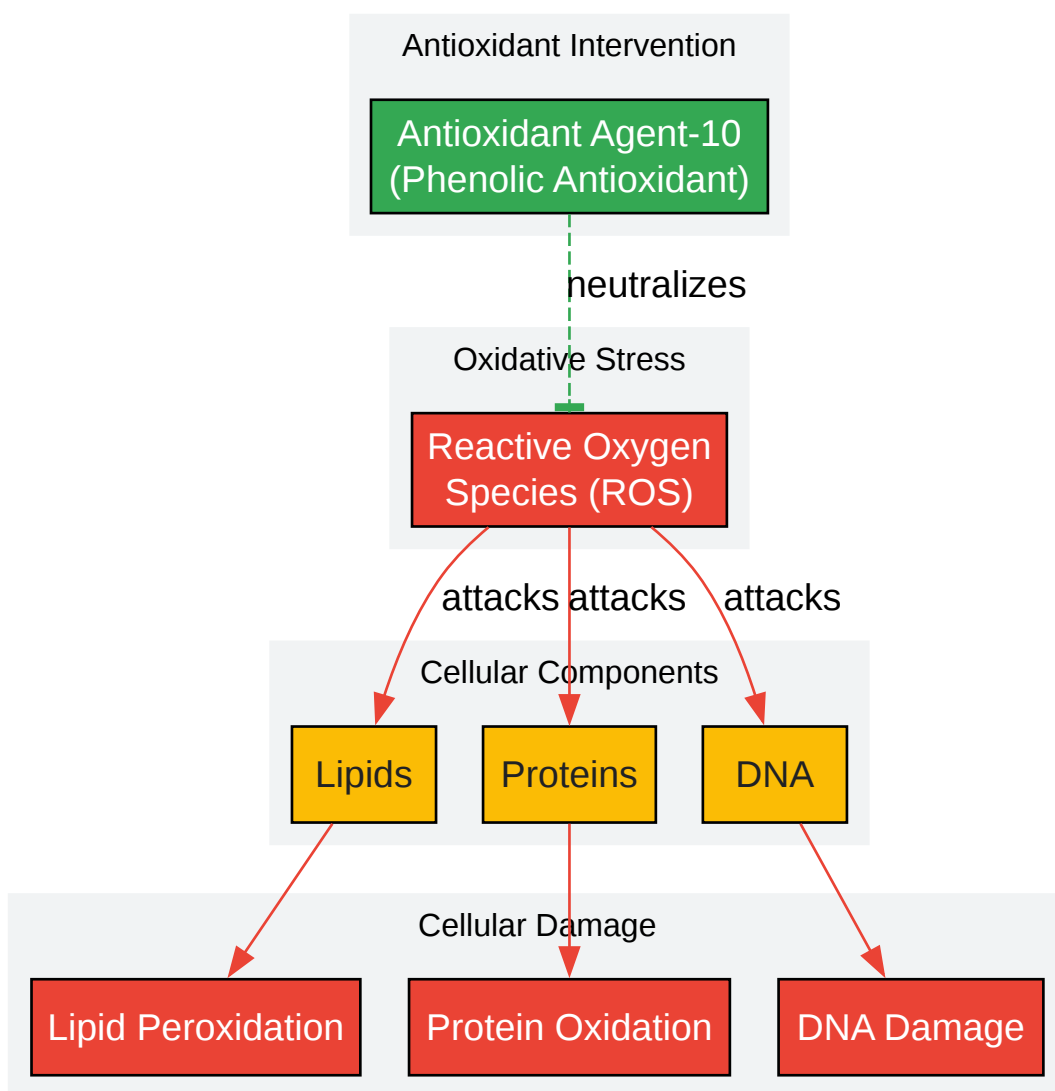 Antioxidant Intervention
Antioxidant Agent-10
(Phenolic Antioxidant)
neutralizes
Oxidative Stress
Reactive Oxygen
Species (ROS)
attacks
attacks
attacks
Cellular Components
Lipids
Proteins
DNA
Cellular Damage
Lipid Peroxidation
Protein Oxidation
DNA Damage